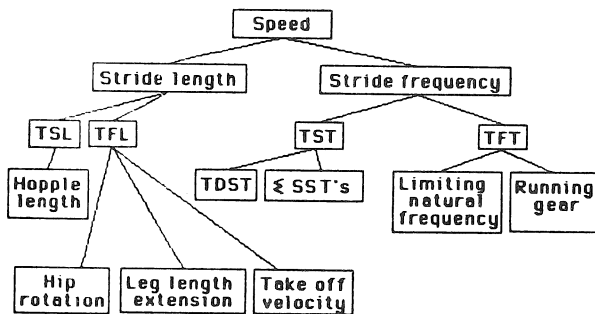 Speed
Stride length
Stride frequency
TSL
TFL
TST
TFT
Hopple
length
TDST
Σ SST's
Limiting
natural
frequency
Running
gear
Hip
rotation
Leg length
extension
Take off
velocity